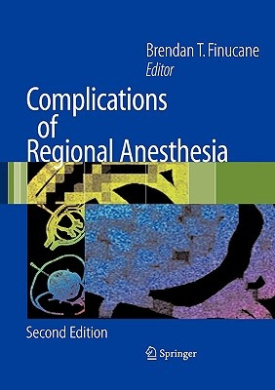 Brendan T. Finucane
Editor
Complications
of
Regional Anesthesia
Second Edition
Springer